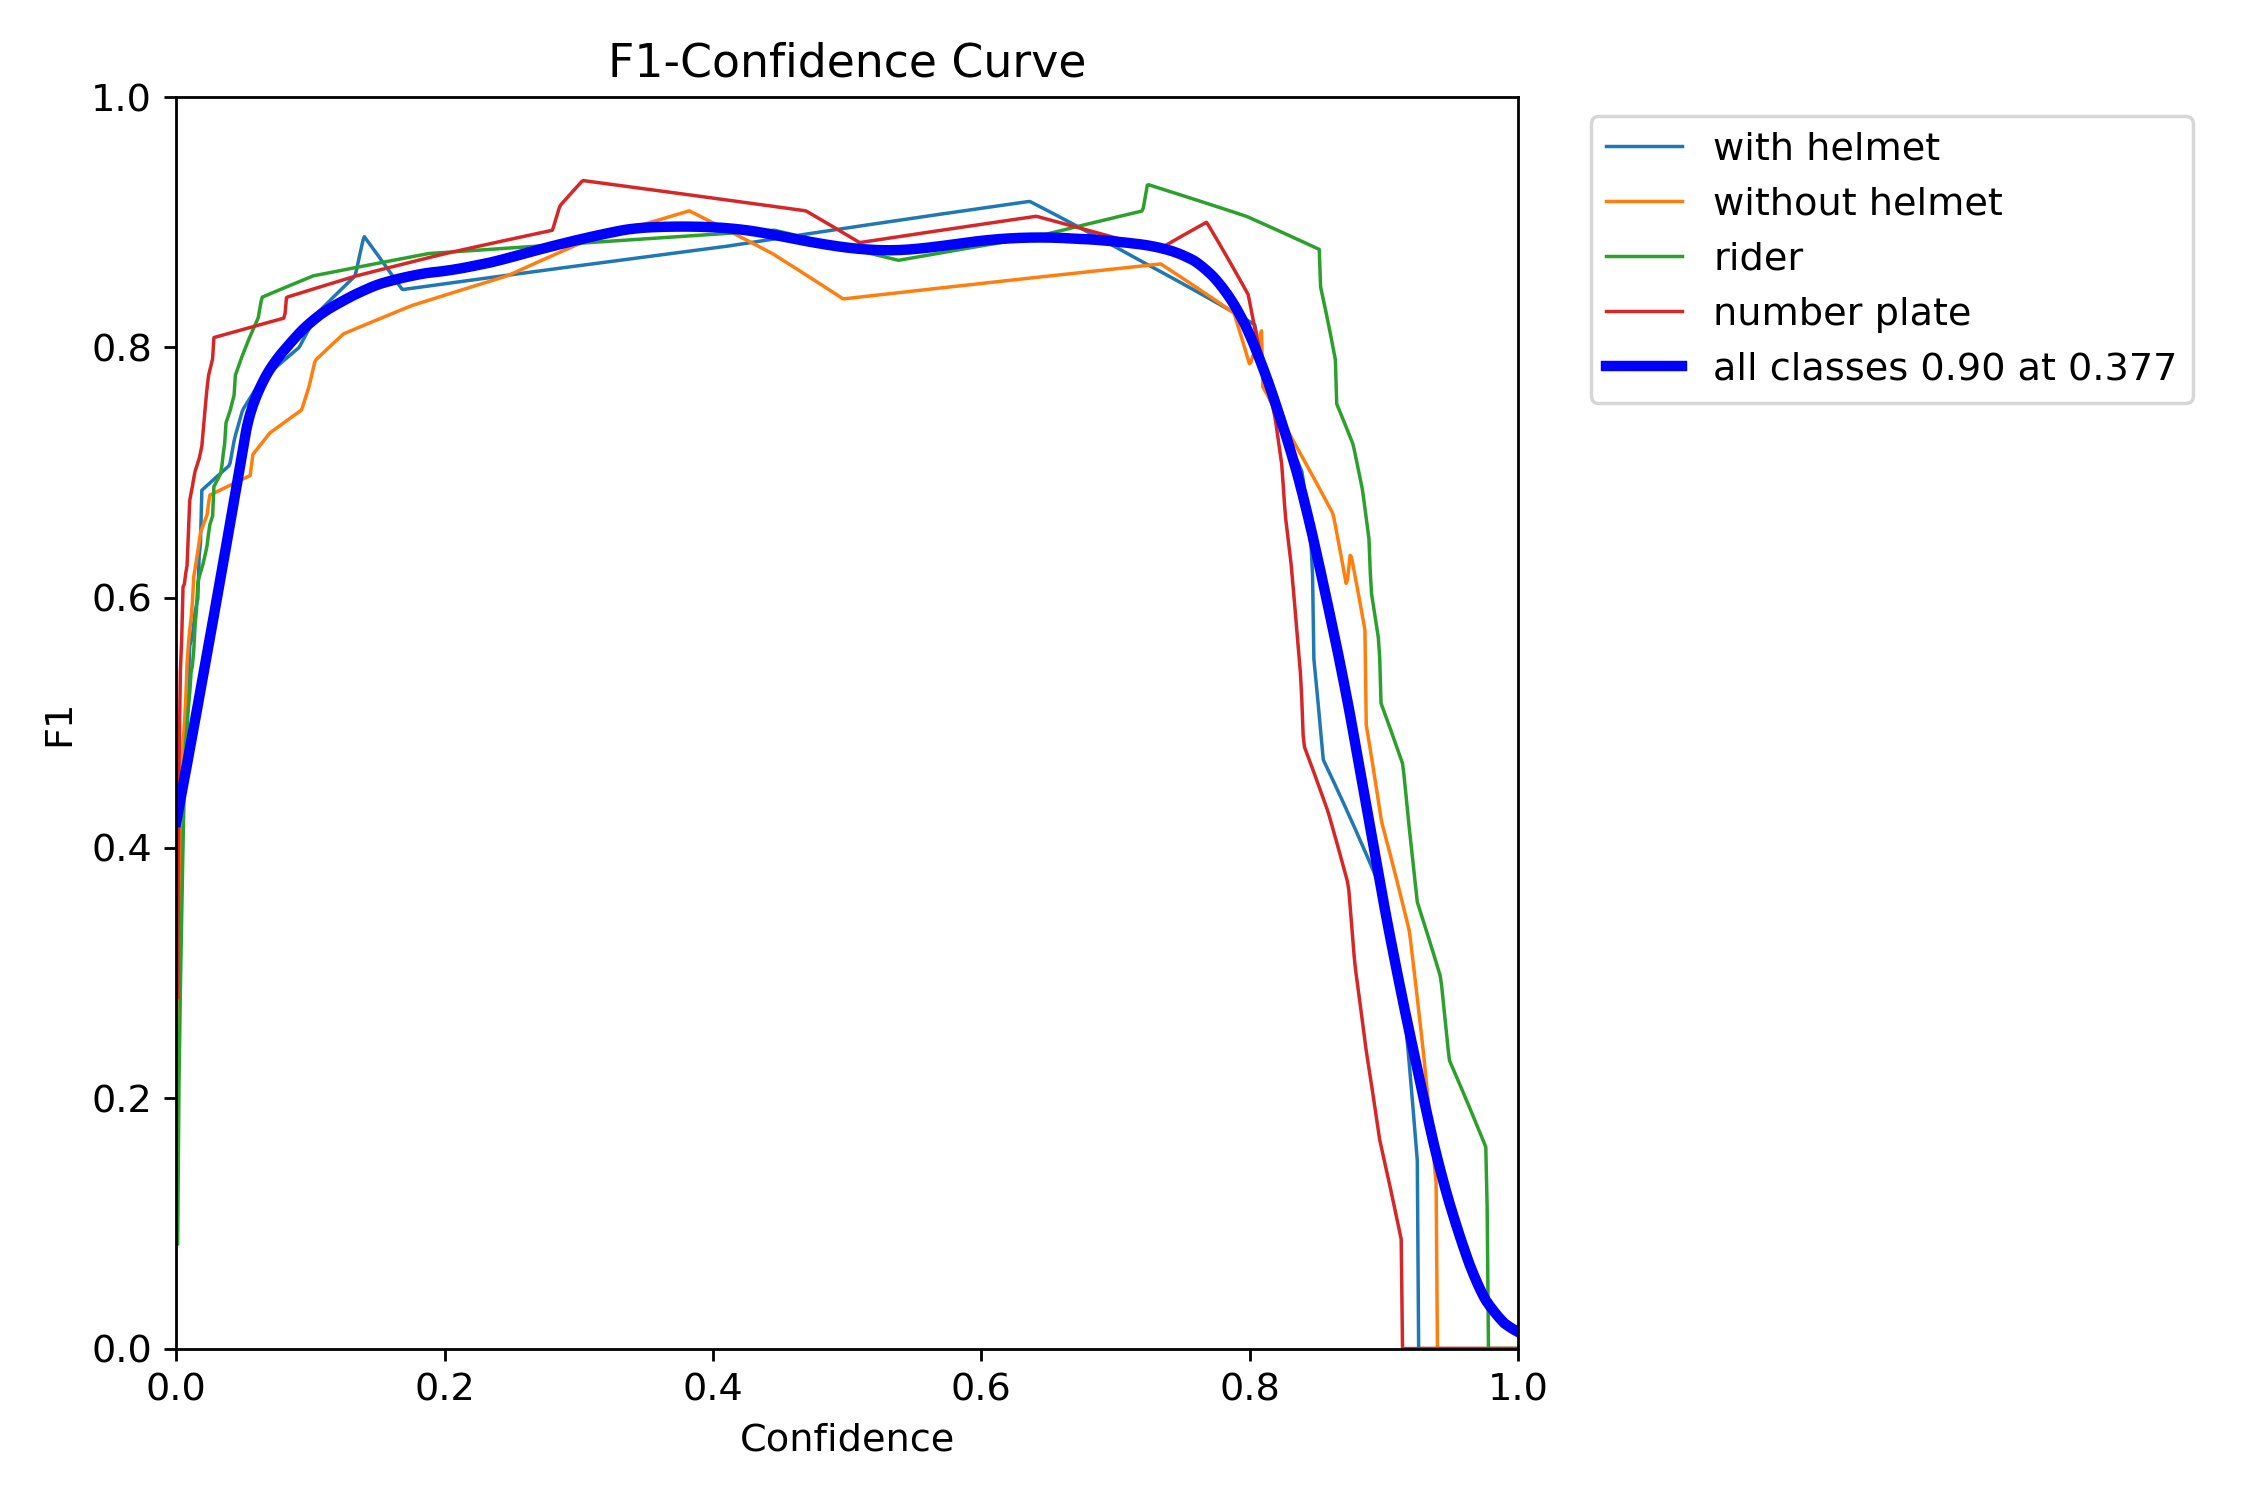 F1-Confidence Curve
1.0
0.8
0.6
0.4
0.2
0.0
F1
0.0 0.2 0.4 0.6 0.8 1.0
Confidence
with helmet
without helmet
rider
number plate
all classes 0.90 at 0.377